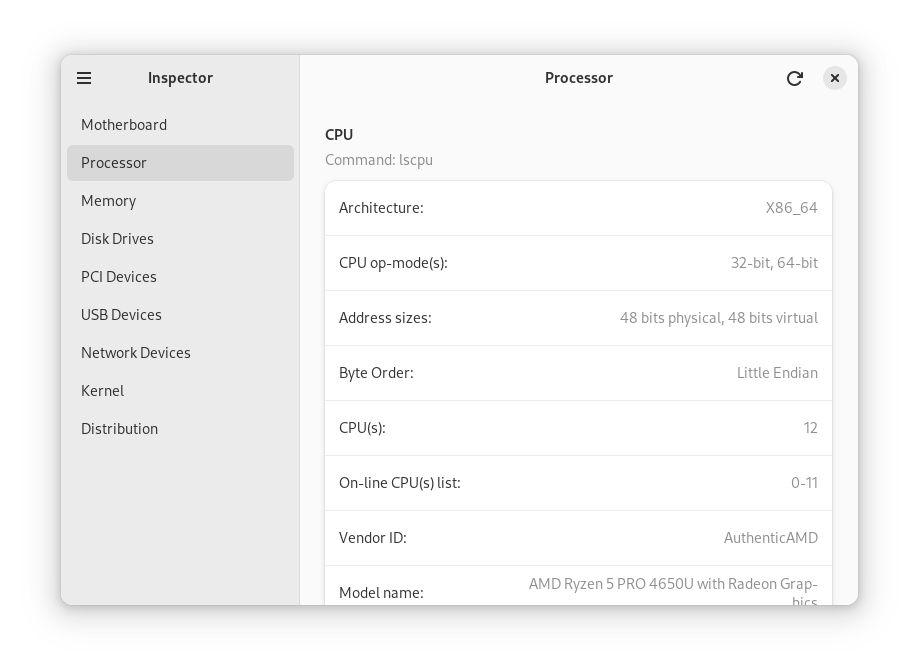 Inspector
Motherboard
Processor
Memory
Disk Drives
PCI Devices
USB Devices
Network Devices
Kernel
Distribution
Processor
CPU
Command: lscpu
Architecture: X86_64
CPU op-mode(s): 32-bit, 64-bit
Address sizes: 48 bits physical, 48 bits virtual
Byte Order: Little Endian
CPU(s): 12
On-line CPU(s) list: 0-11
Vendor ID: AuthenticAMD
Model name: AMD Ryzen 5 PRO 4650U with Radeon Grap-
hics